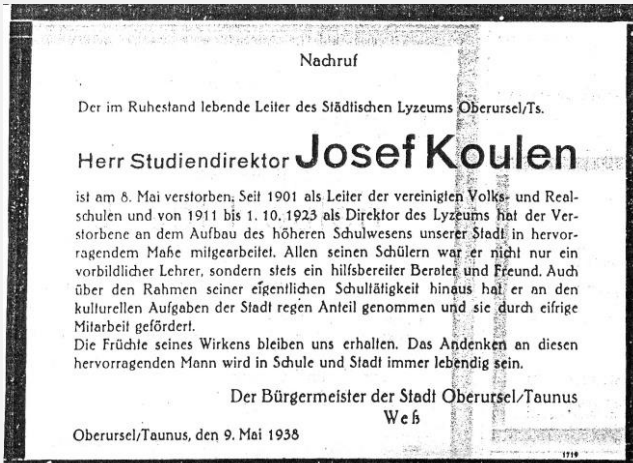 Nachruf
Der im Ruhestand lebende Leiter des Städtischen Lyzeums Oberursel/Ts.
Herr Studiendirektor Josef Koulen
ist am 8. Mai verstorben. Seit 1901 als Leiter der vereinigten Volks- und Real-
schulen und von 1911 bis 1. 10. 1923 als Direktor des Lyzeums hat der Ver-
storbene an dem Aufbau des höheren Schulwesens unserer Stadt in hervor-
ragendem Maße mitgearbeitet. Allen seinen Schülern war er nicht nur ein
vorbildlicher Lehrer, sondern stets ein hilfsbereiter Berater und Freund. Auch
über den Rahmen seiner eigentlichen Schultätigkeit hinaus hat er an den
kulturellen Aufgaben der Stadt regen Anteil genommen und sie durch eifrige
Mitarbeit gefördert.
Die Früchte seines Wirkens bleiben uns erhalten. Das Andenken an diesen
hervorragenden Mann wird in Schule und Stadt immer lebendig sein.
Der Bürgermeister der Stadt Oberursel/Taunus
Weß
Oberursel/Taunus, den 9. Mai 1938
1719